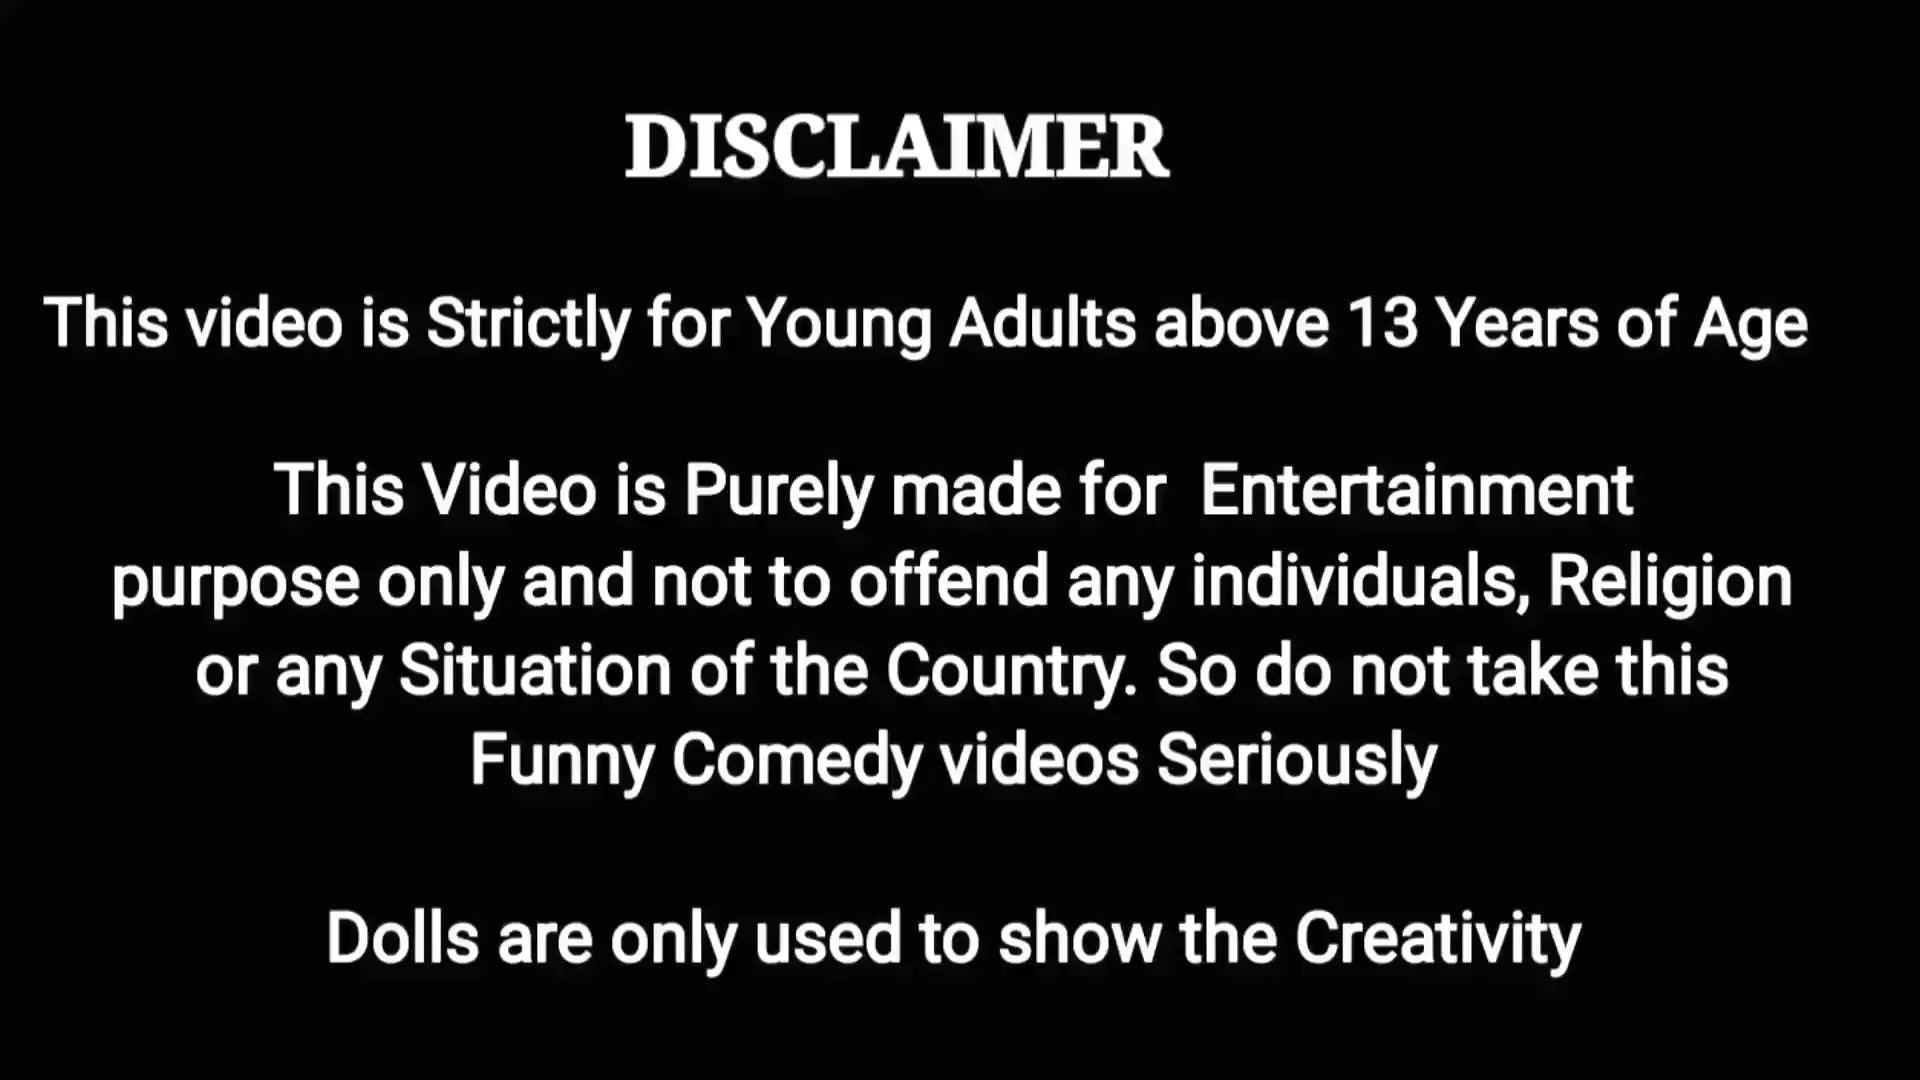 DISCLAIMER
This video is Strictly for Young Adults above 13 Years of Age
This Video is Purely made for  Entertainment
purpose only and not to offend any individuals, Religion
or any Situation of the Country. So do not take this
Funny Comedy videos Seriously
Dolls are only used to show the Creativity